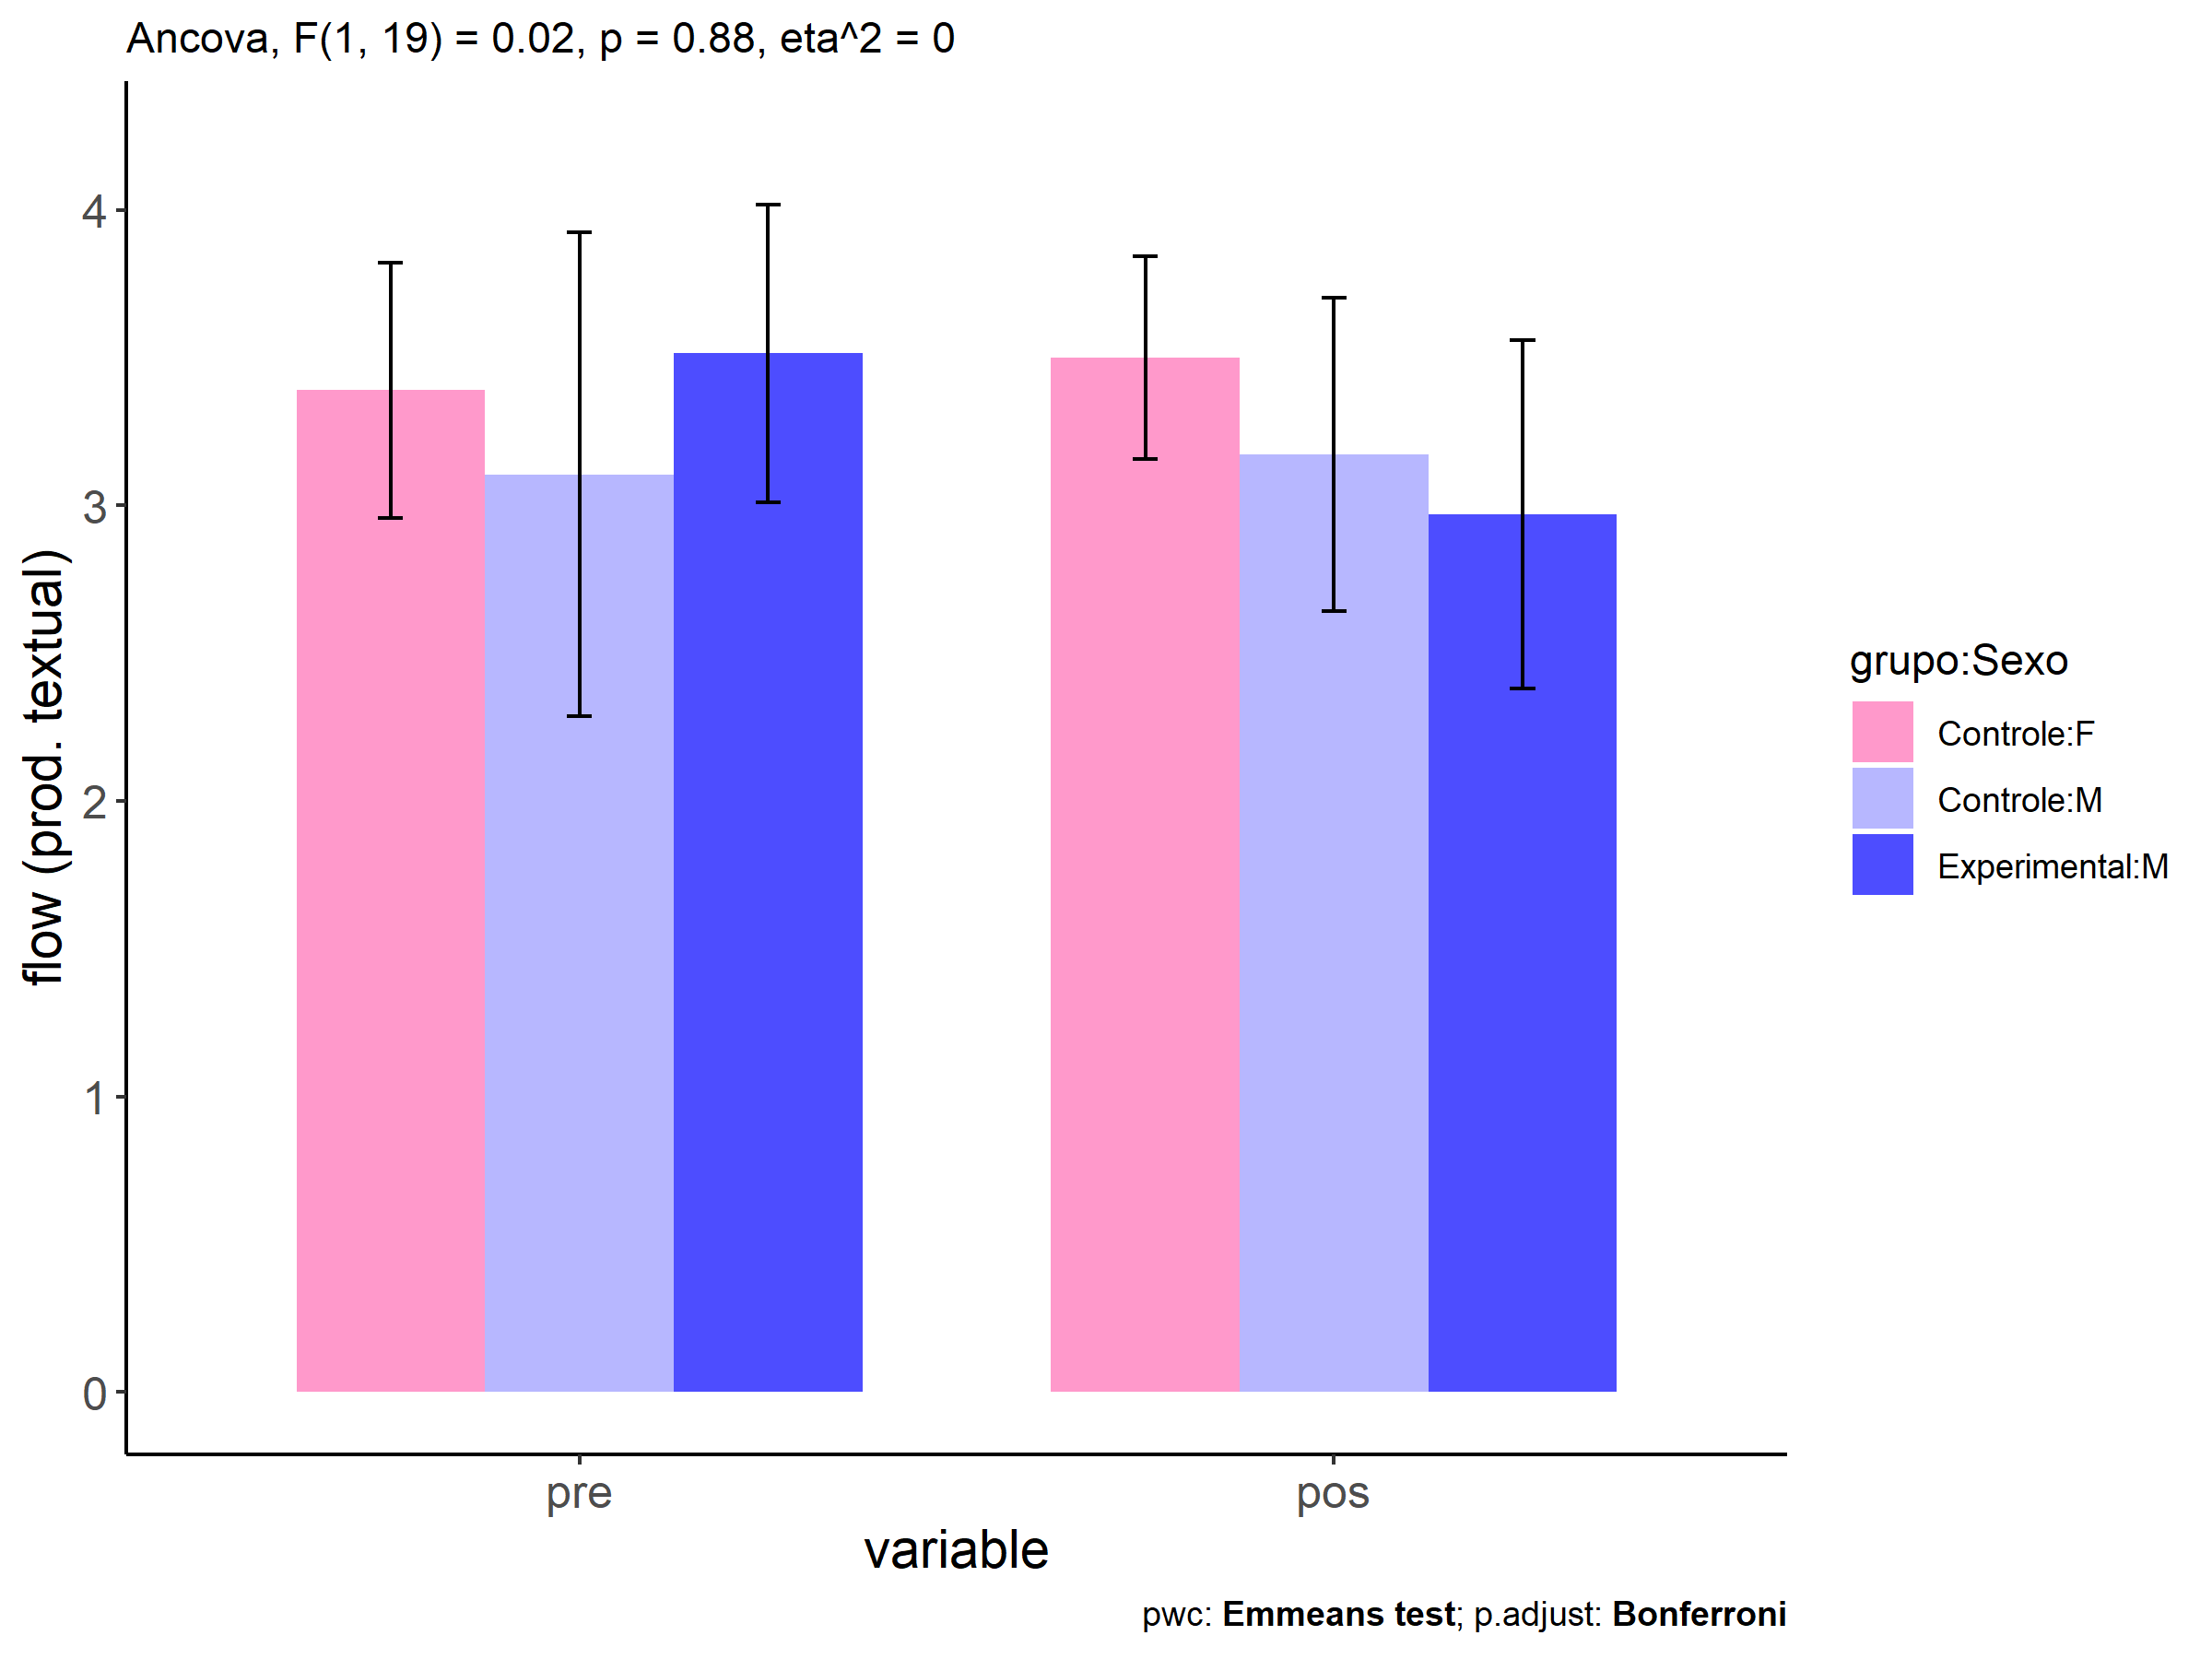 Ancova, F(1, 19) = 0.02, p = 0.88, eta^2 = 0
flow (prod. textual)
4
3
2
1
0
pre
pos
variable
grupo:Sexo
Controle:F
Controle:M
Experimental:M
pwc: Emmeans test; p.adjust: Bonferroni